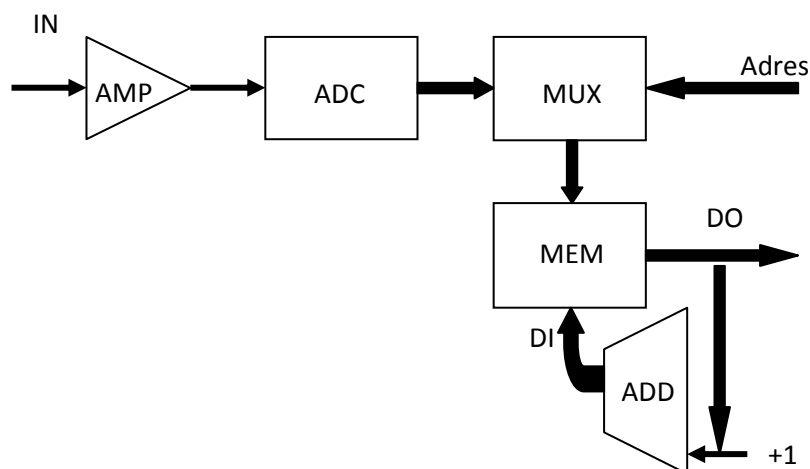 IN
AMP
ADC
MUX
Adres
MEM
DO
DI
ADD
+1